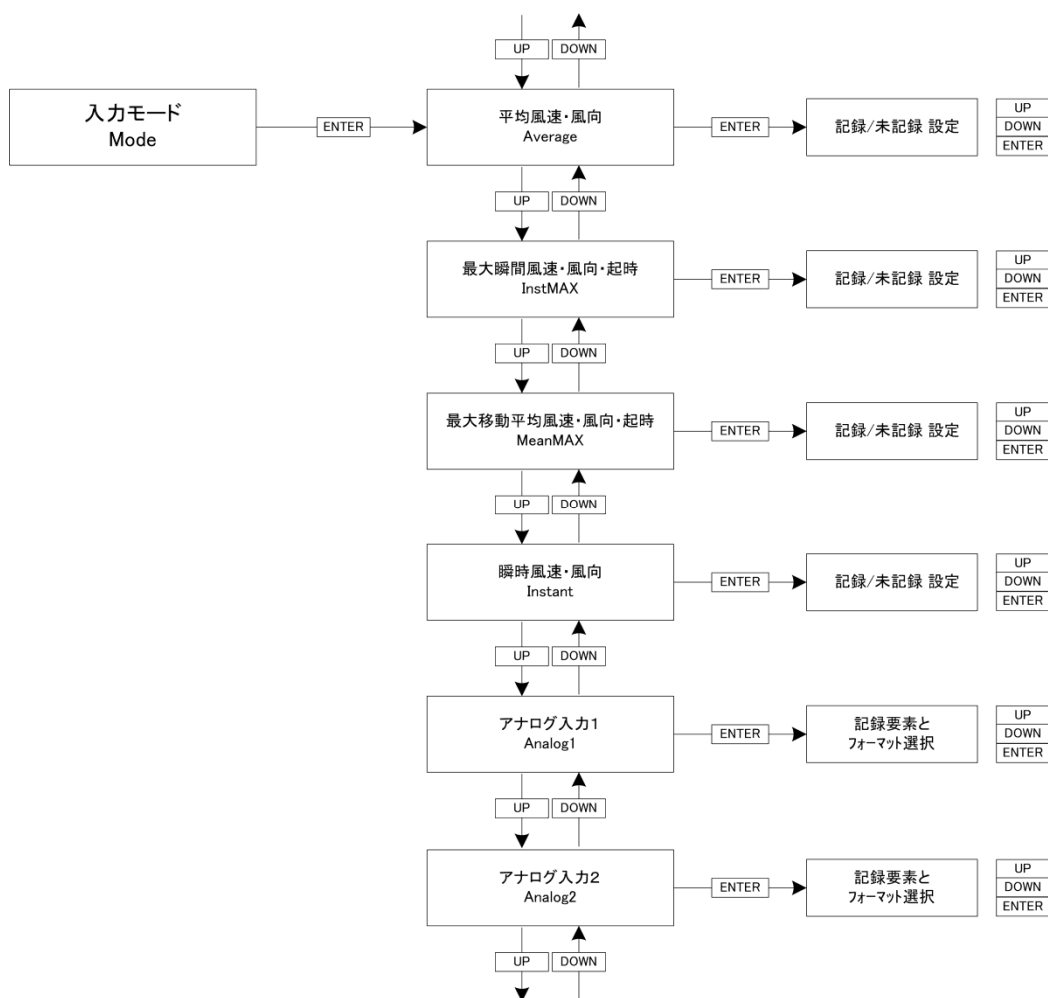 UP DOWN
入力モード
Mode
ENTER
平均風速・風向
Average
ENTER
記録/未記録 設定
UP
DOWN
ENTER
UP DOWN
最大瞬間風速・風向・起時
InstMAX
ENTER
記録/未記録 設定
UP
DOWN
ENTER
UP DOWN
最大移動平均風速・風向・起時
MeanMAX
ENTER
記録/未記録 設定
UP
DOWN
ENTER
UP DOWN
瞬時風速・風向
Instant
ENTER
記録/未記録 設定
UP
DOWN
ENTER
UP DOWN
アナログ入力1
Analog1
ENTER
記録要素と
フォーマット選択
UP
DOWN
ENTER
UP DOWN
アナログ入力2
Analog2
ENTER
記録要素と
フォーマット選択
UP
DOWN
ENTER
UP DOWN